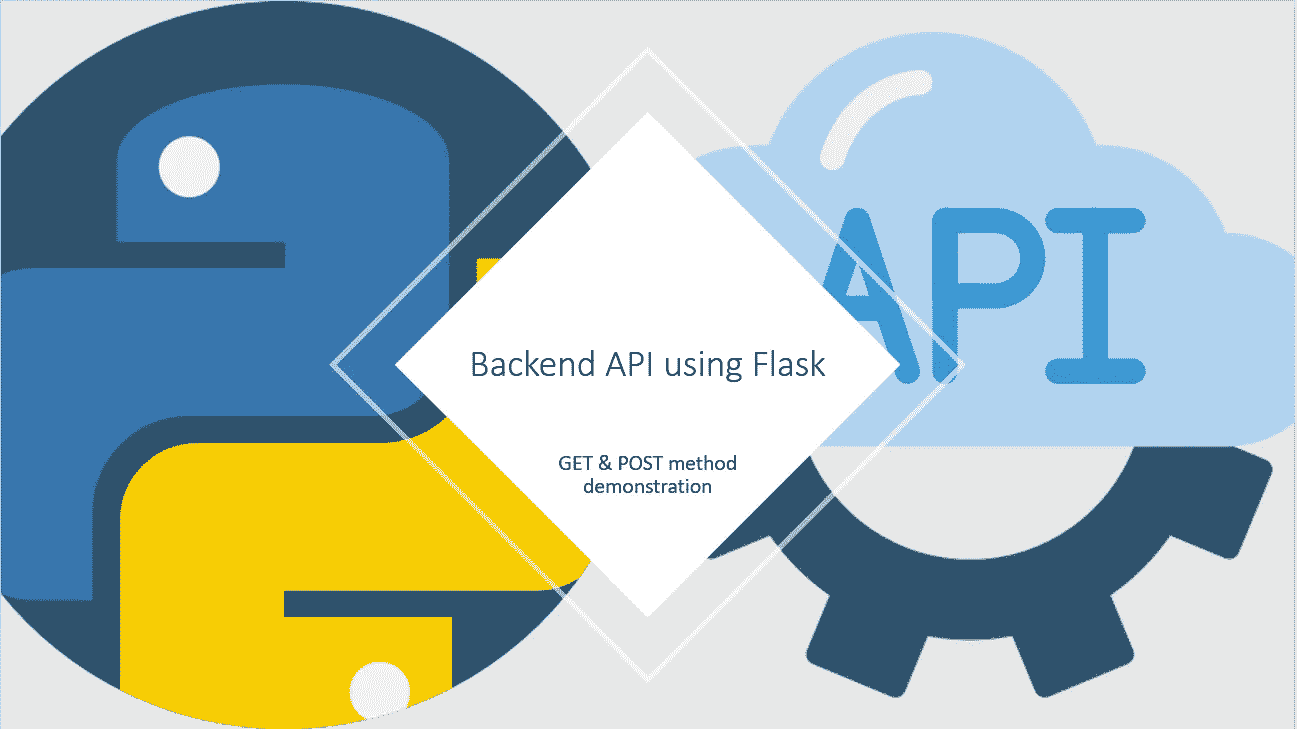 API
Backend API using Flask
GET & POST method
demonstration